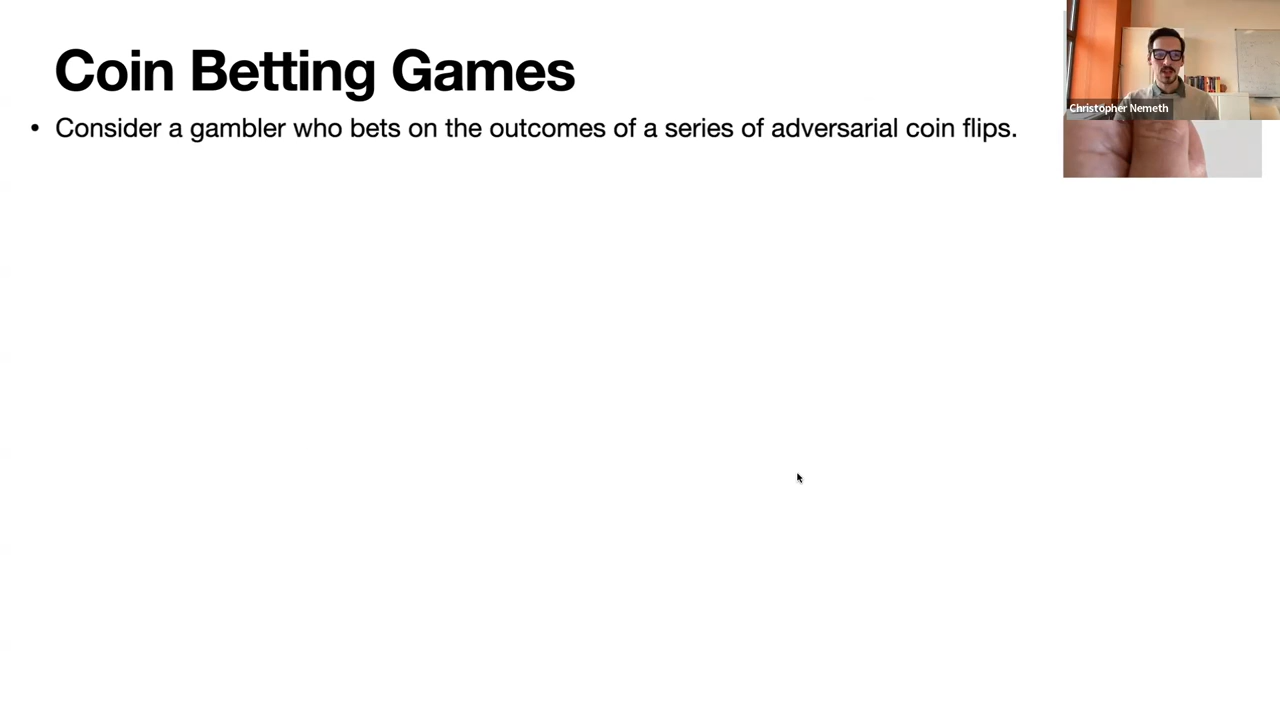 Coin Betting Games
• Consider a gambler who bets on the outcomes of a series of adversarial coin flips.
Christopher Nemeth